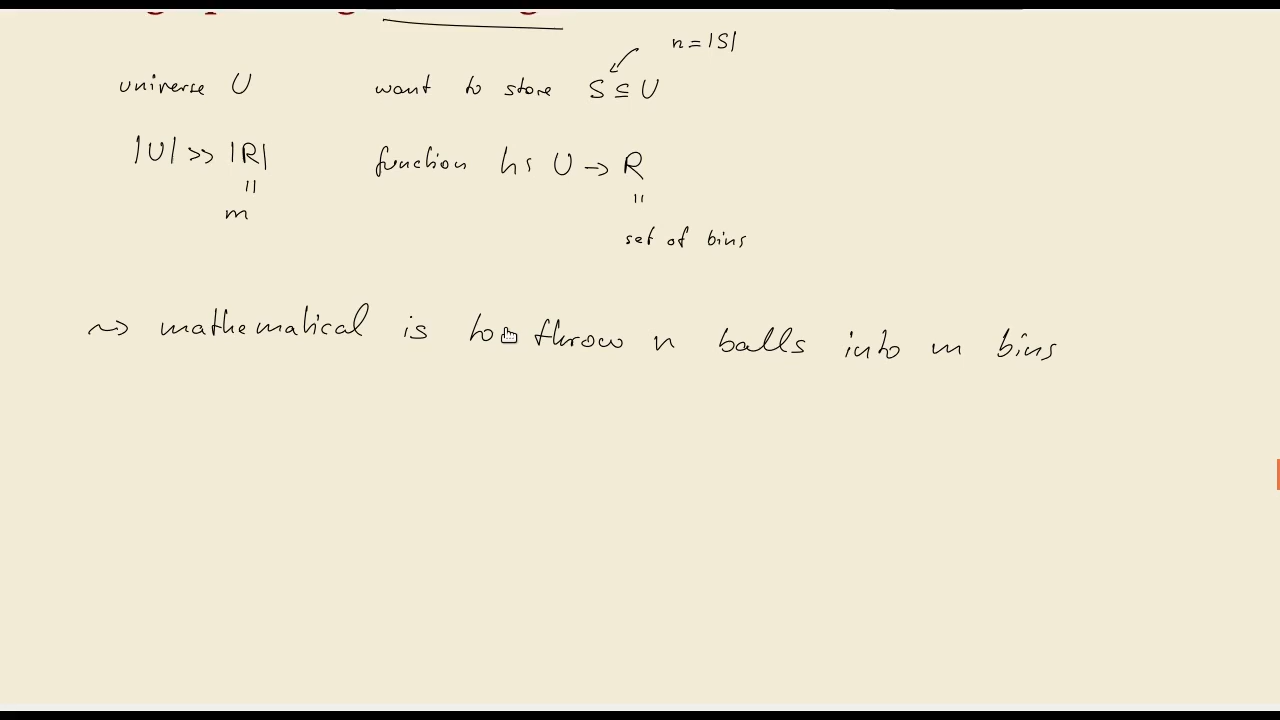 n = |S|
universe U want to store S ⊆ U
|U| >> |R| function h: U → R
" "
m
set of bins
~> mathematical is to throw n balls into m bins